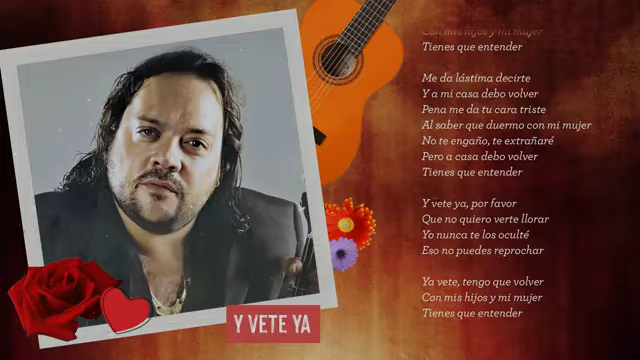 Con mis hijos y mi mujer
Tienes que entender
Me da lástima decirte
Y a mi casa debo volver
Pena me da tu cara triste
Al saber que duermo con mi mujer
No te engaño, te extrañaré
Pero a casa debo volver
Tienes que entender
Y vete ya, por favor
Que no quiero verte llorar
Yo nunca te los oculté
Eso no puedes reprochar
Ya vete, tengo que volver
Con mis hijos y mi mujer
Tienes que entender
Y VETE YA